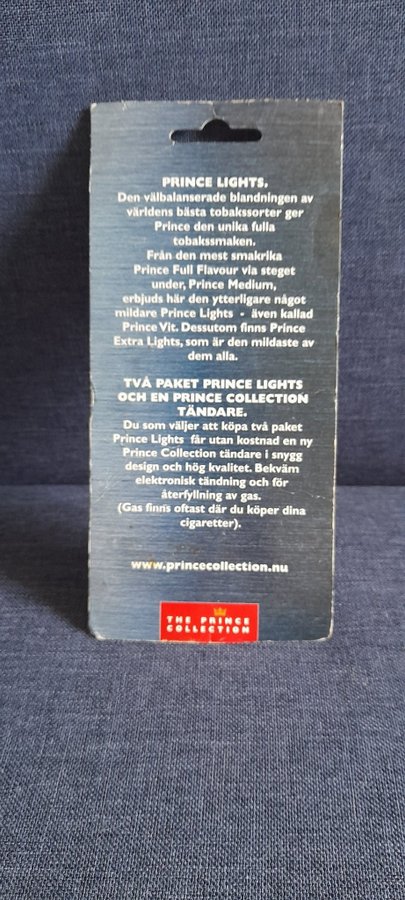 PRINCE LIGHTS.
Den välbalanserade blandningen av
världens bästa tobakssorter ger
Prince den unika fulla
tobakssmaken.
Från den mest smakrika
Prince Full Flavour via steget
under, Prince Medium,
erbjuds här den ytterligare något
mildare Prince Lights - även kallad
Prince Vit. Dessutom finns Prince
Extra Lights, som är den mildaste av
dem alla.
TVÅ PAKET PRINCE LIGHTS
OCH EN PRINCE COLLECTION
TÄNDARE.
Du som väljer att köpa två paket
Prince Lights får utan kostnad en ny
Prince Collection tändare i snygg
design och hög kvalitet. Bekväm
elektronisk tändning och för
återfyllning av gas.
(Gas finns oftast där du köper dina
cigaretter).
www.princecollection.nu
THE PRINCE
COLLECTION